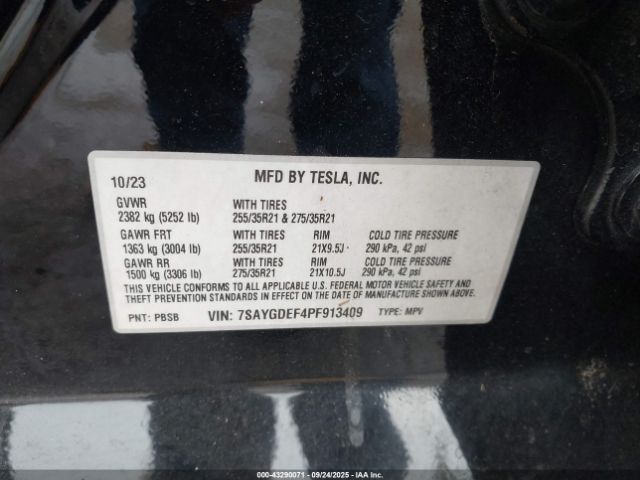 10/23 MFD BY TESLA, INC.
GVWR WITH TIRES
2382 kg (5252 lb) 255/35R21 & 275/35R21
GAWR FRT WITH TIRES RIM COLD TIRE PRESSURE
1363 kg (3004 lb) 255/35R21 21X9.5J 290 kPa, 42 psi
GAWR RR WITH TIRES RIM COLD TIRE PRESSURE
1500 kg (3306 lb) 275/35R21 21X10.5J 290 kPa, 42 psi
THIS VEHICLE CONFORMS TO ALL APPLICABLE U.S. FEDERAL MOTOR VEHICLE SAFETY AND
THEFT PREVENTION STANDARDS IN EFFECT ON THE DATE OF MANUFACTURE SHOWN ABOVE.
PNT: PBSB VIN: 7SAYGDEF4PF913409 TYPE: MPV
000-43290071 - 09/24/2025 - IAAI Inc.